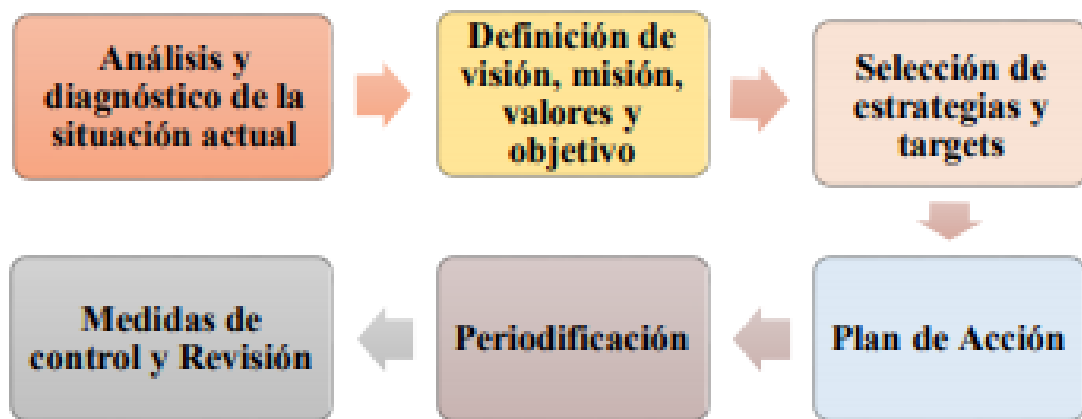 Análisis y
diagnóstico de la
situación actual
Definición de
visión, misión,
valores y
objetivo
Selección de
estrategias y
targets
Plan de Acción
Periodificación
Medidas de
control y Revisión